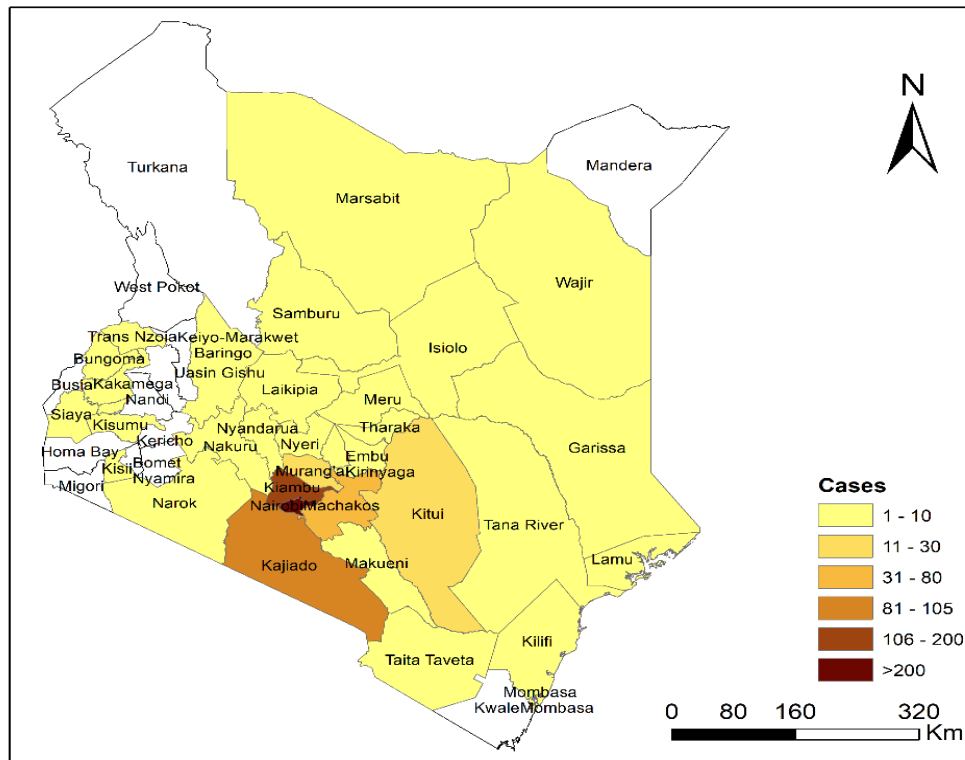 N
Turkana
Mandera
Marsabit
Wajir
West Pokot
Samburu
Trans Nzoia
Keiyo-Marakwet
Isiolo
Bungoma
Baringo
Uasin Gishu
Busia
Kakamega
Laikipia
Nandi
Meru
Siaya
Kisumu
Nyandarua
Tharaka
Kericho
Nyeri
Nakuru
Garissa
Homa Bay
Bomet
Embu
Kisii
Murang'a
Kirinyaga
Nyamira
Migori
Kiambu
Narok
Nairobi
Machakos
Kitui
Tana River
Kajiado
Makueni
Lamu
Kilifi
Taita Taveta
Mombasa
KwaleMombasa
Cases
1 - 10
11 - 30
31 - 80
81 - 105
106 - 200
>200
0 80 160 320
Km